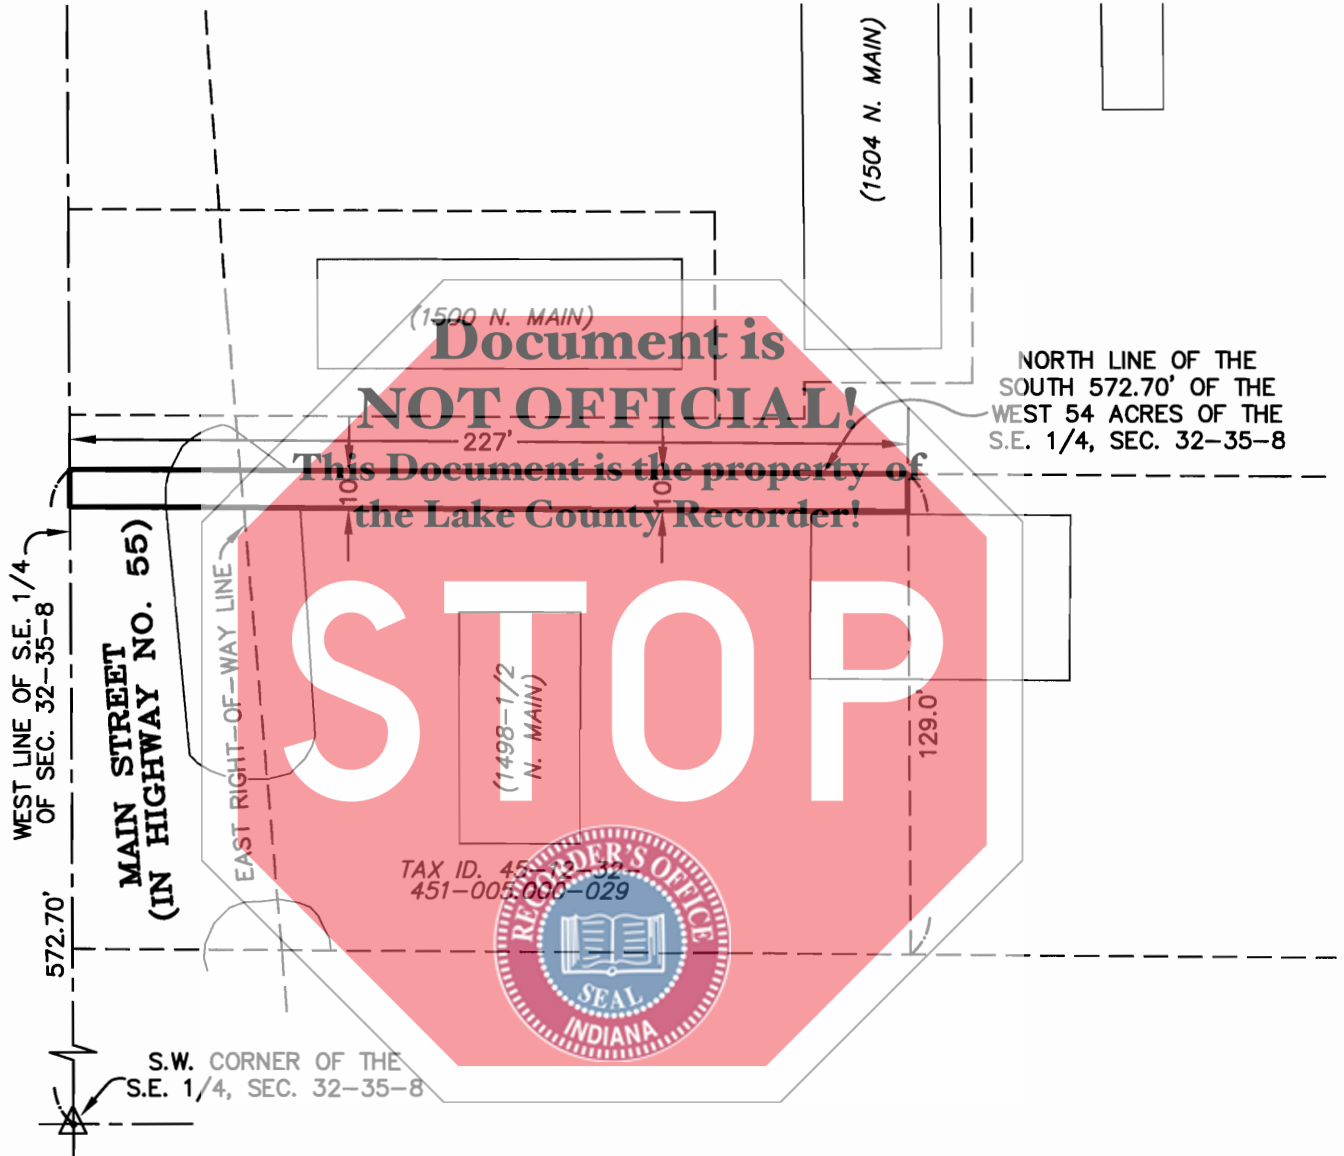 (1504 N. MAIN)
(1500 N. MAIN)
Document is
NOT OFFICIAL!
This Document is the property of
the Lake County Recorder!
STOP
NORTH LINE OF THE
SOUTH 572.70' OF THE
WEST 54 ACRES OF THE
S.E. 1/4, SEC. 32-35-8
227'
10'
10'
WEST LINE OF S.E. 1/4
OF SEC. 32-35-8
MAIN STREET
(IN HIGHWAY NO. 55)
EAST RIGHT-OF-WAY LINE
(1498-1/2
N. MAIN)
129.0'
TAX ID. 45-12-32-
451-005.000-029
RECORDER'S OFFICE
SEAL
INDIANA
572.70'
S.W. CORNER OF THE
S.E. 1/4, SEC. 32-35-8